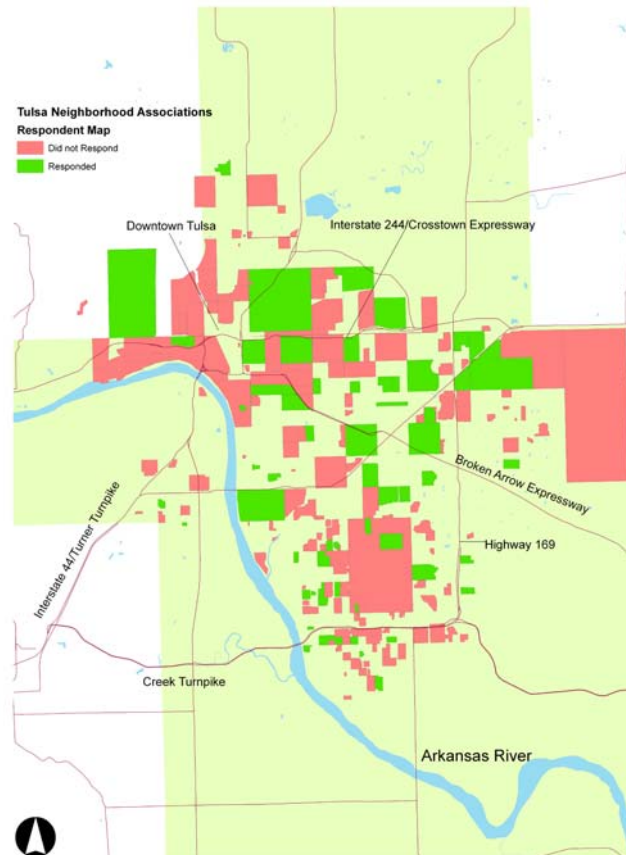 Tulsa Neighborhood Associations
Respondent Map
Did not Respond
Responded
Downtown Tulsa
Interstate 244/Crosstown Expressway
Broken Arrow Expressway
Interstate 44/Turner Turnpike
Highway 169
Creek Turnpike
Arkansas River